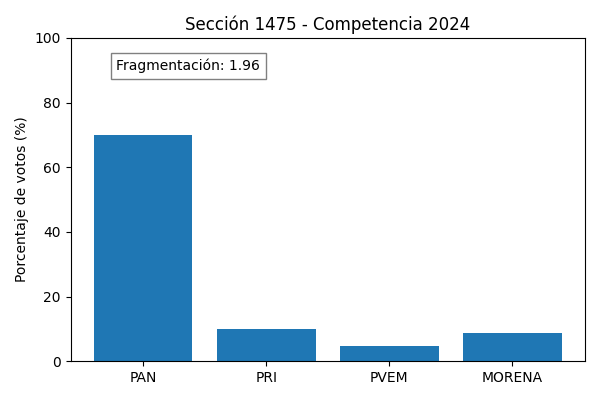 Sección 1475 - Competencia 2024
Fragmentación: 1.96
Porcentaje de votos (%)
100
80
60
40
20
0
PAN PRI PVEM MORENA